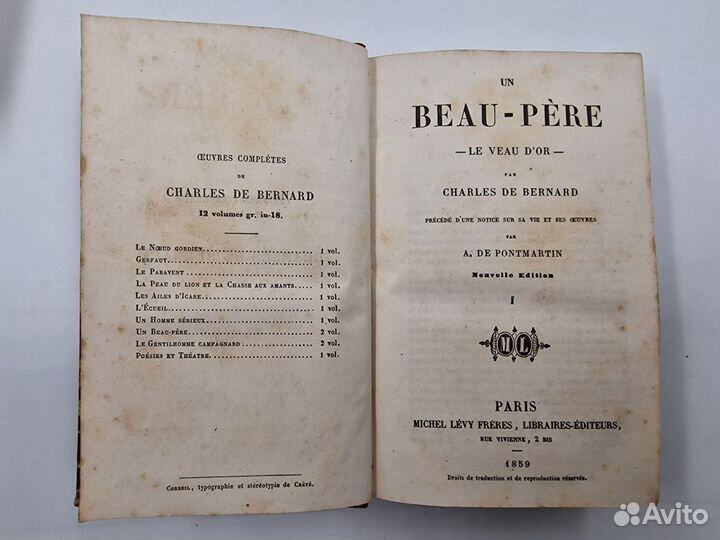 ŒUVRES COMPLÈTES
DE
CHARLES DE BERNARD
12 volumes gr. in-18.
Le Nœud gordien. . . . . . . . . . 1 vol.
Gerfaut. . . . . . . . . . 1 vol.
Le Paravent . . . . . . . . . . 1 vol.
La Peau du lion et la Chasse aux amants. . . . . 1 vol.
Les Ailes d'Icare. . . . . . . . . . 1 vol.
L'Écueil . . . . . . . . . . 1 vol.
Un Homme sérieux. . . . . . . . . . 1 vol.
Un Beau-père. . . . . . . . . . 2 vol.
Le Gentilhomme campagnard . . . . . . . . . . 2 vol.
Poésies et Théatre. . . . . . . . . . 1 vol.
Corbeil, typographie et stéréotypie de Crété.
UN
BEAU-PÈRE
— LE VEAU D'OR —
PAR
CHARLES DE BERNARD
PRÉCÉDÉ D'UNE NOTICE SUR SA VIE ET SES ŒUVRES
PAR
A. DE PONTMARTIN
Nouvelle Edition
I
ML
PARIS
MICHEL LÉVY FRÈRES, LIBRAIRES-ÉDITEURS,
RUE VIVIENNE, 2 BIS
1859
Droits de traduction et de reproduction réservés.
Avito